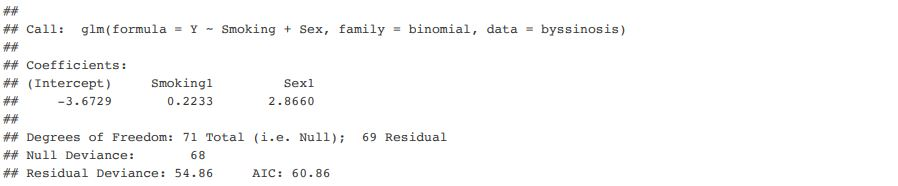 ##
## Call:  glm(formula = Y ~ Smoking + Sex, family = binomial, data = byssinosis)
##
## Coefficients:
## (Intercept)     Smoking1         Sex1
##     -3.6729       0.2233       2.8660
##
## Degrees of Freedom: 71 Total (i.e. Null);  69 Residual
## Null Deviance:       68
## Residual Deviance: 54.86     AIC: 60.86